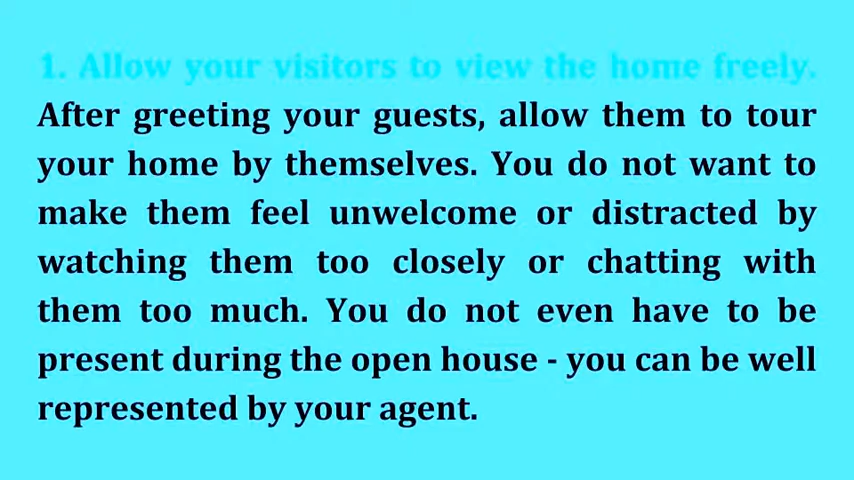 1. Allow your visitors to view the home freely.
After greeting your guests, allow them to tour
your home by themselves. You do not want to
make them feel unwelcome or distracted by
watching them too closely or chatting with
them too much. You do not even have to be
present during the open house - you can be well
represented by your agent.